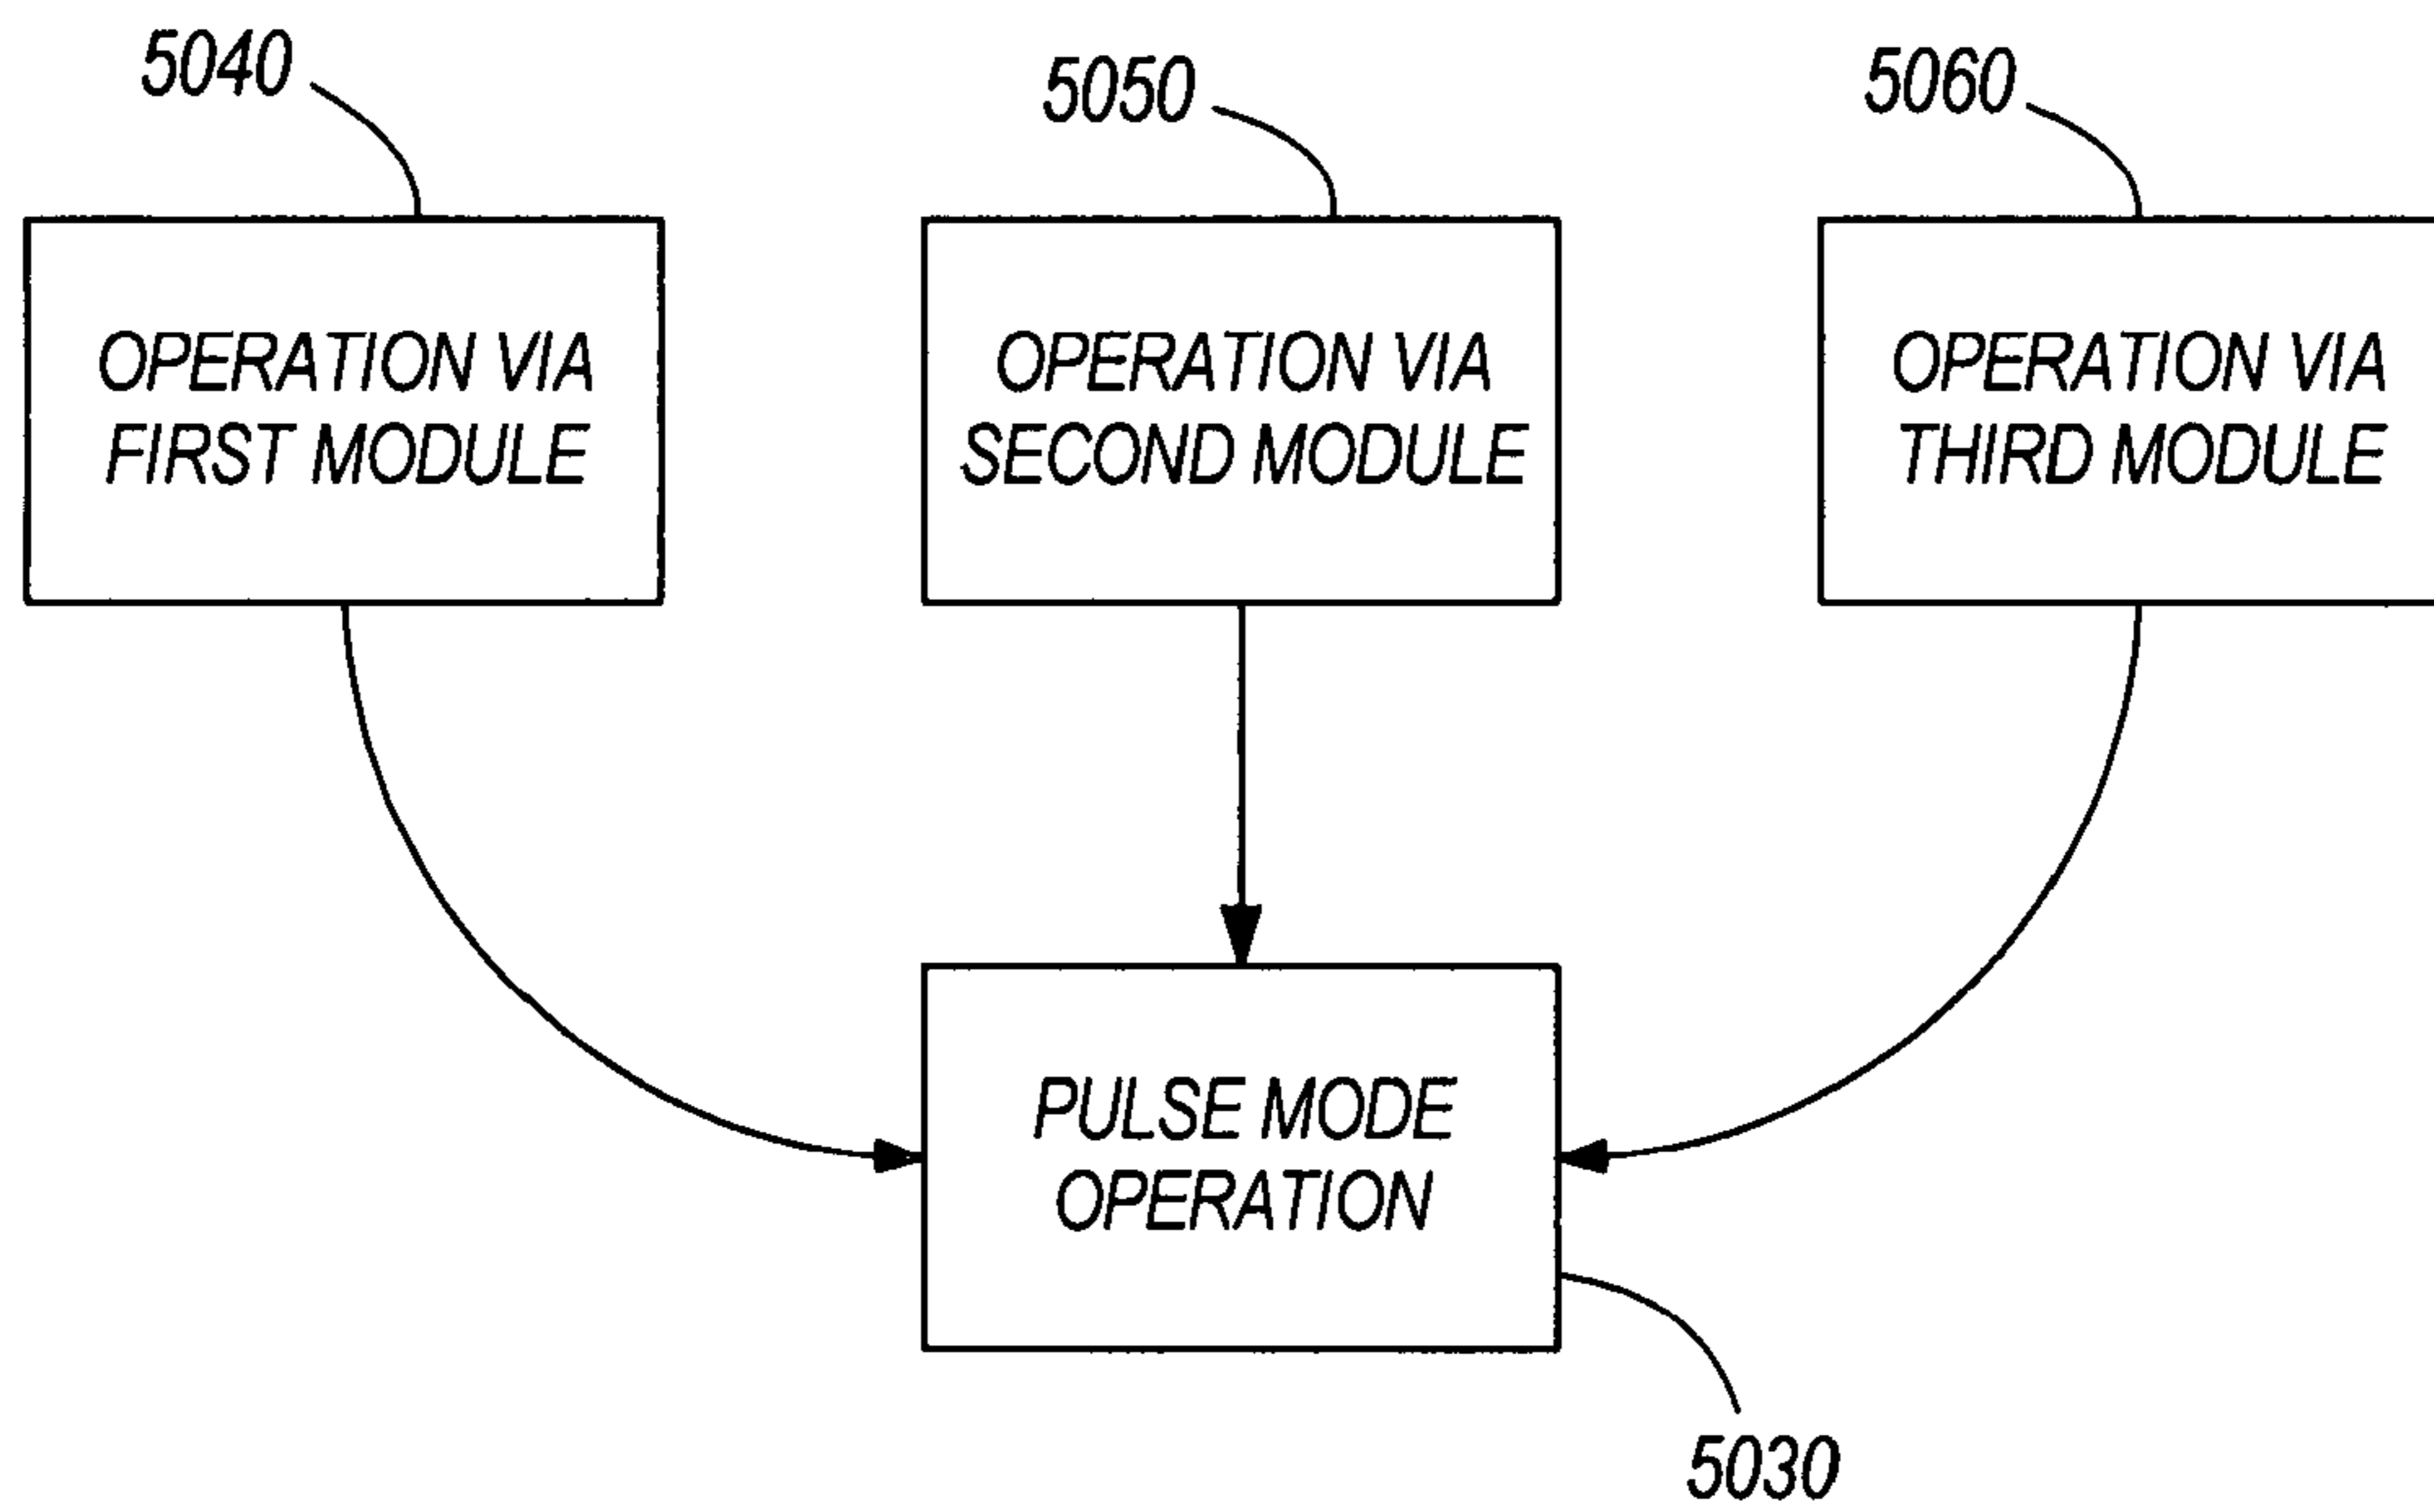 5040
5050
5060
OPERATION VIA
FIRST MODULE
OPERATION VIA
SECOND MODULE
OPERATION VIA
THIRD MODULE
PULSE MODE
OPERATION
5030